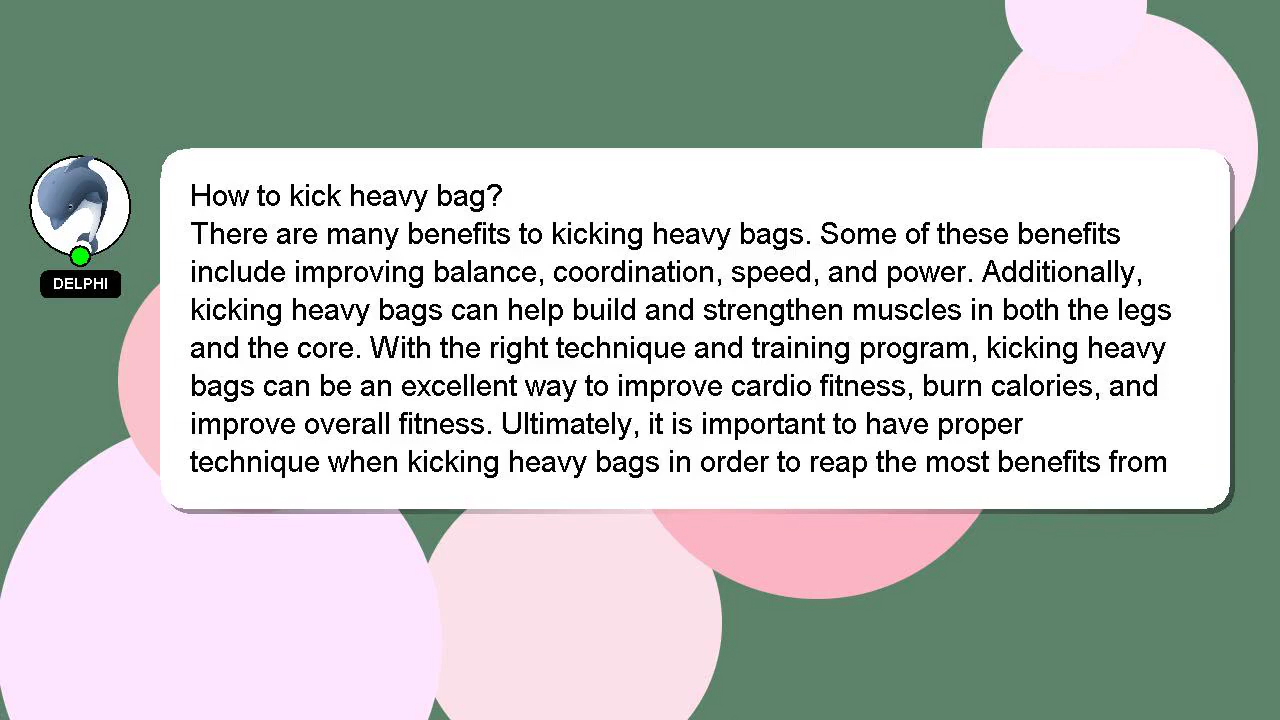 How to kick heavy bag?
There are many benefits to kicking heavy bags. Some of these benefits
include improving balance, coordination, speed, and power. Additionally,
kicking heavy bags can help build and strengthen muscles in both the legs
and the core. With the right technique and training program, kicking heavy
bags can be an excellent way to improve cardio fitness, burn calories, and
improve overall fitness. Ultimately, it is important to have proper
technique when kicking heavy bags in order to reap the most benefits from
DELPHI